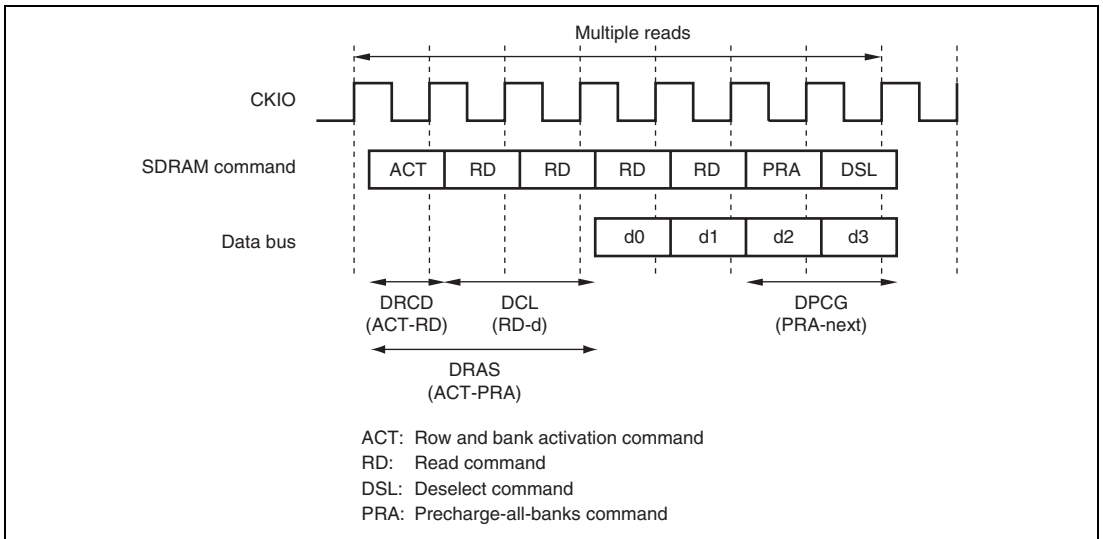 Multiple reads
CKIO
SDRAM command
ACT RD RD RD RD PRA DSL
Data bus
d0 d1 d2 d3
DRCD DCL DPCG
(ACT-RD) (RD-d) (PRA-next)
DRAS
(ACT-PRA)
ACT: Row and bank activation command
RD: Read command
DSL: Deselect command
PRA: Precharge-all-banks command